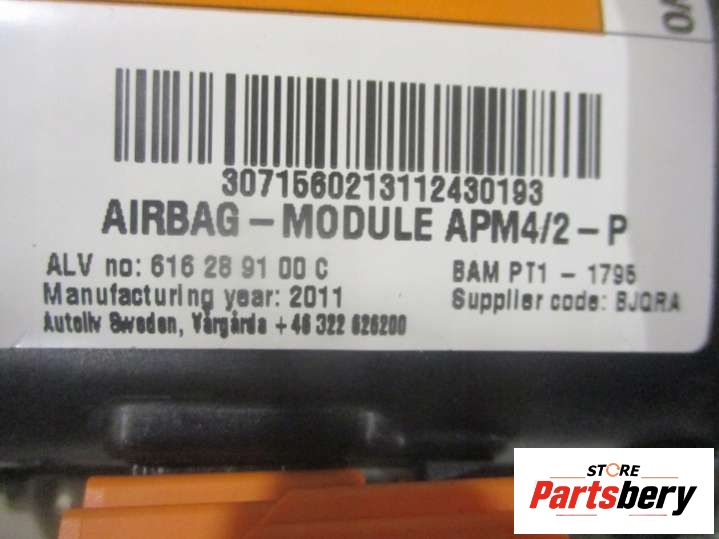 3071560213112430193
AIRBAG - MODULE APM4/2 - P
ALV no: 616 28 91 00 C
BAM PT1 - 1795
Manufacturing year: 2011
Supplier code: BJQRA
Autoliv Sweden, Vårgårda + 46 322 626200
STORE
Partsbery